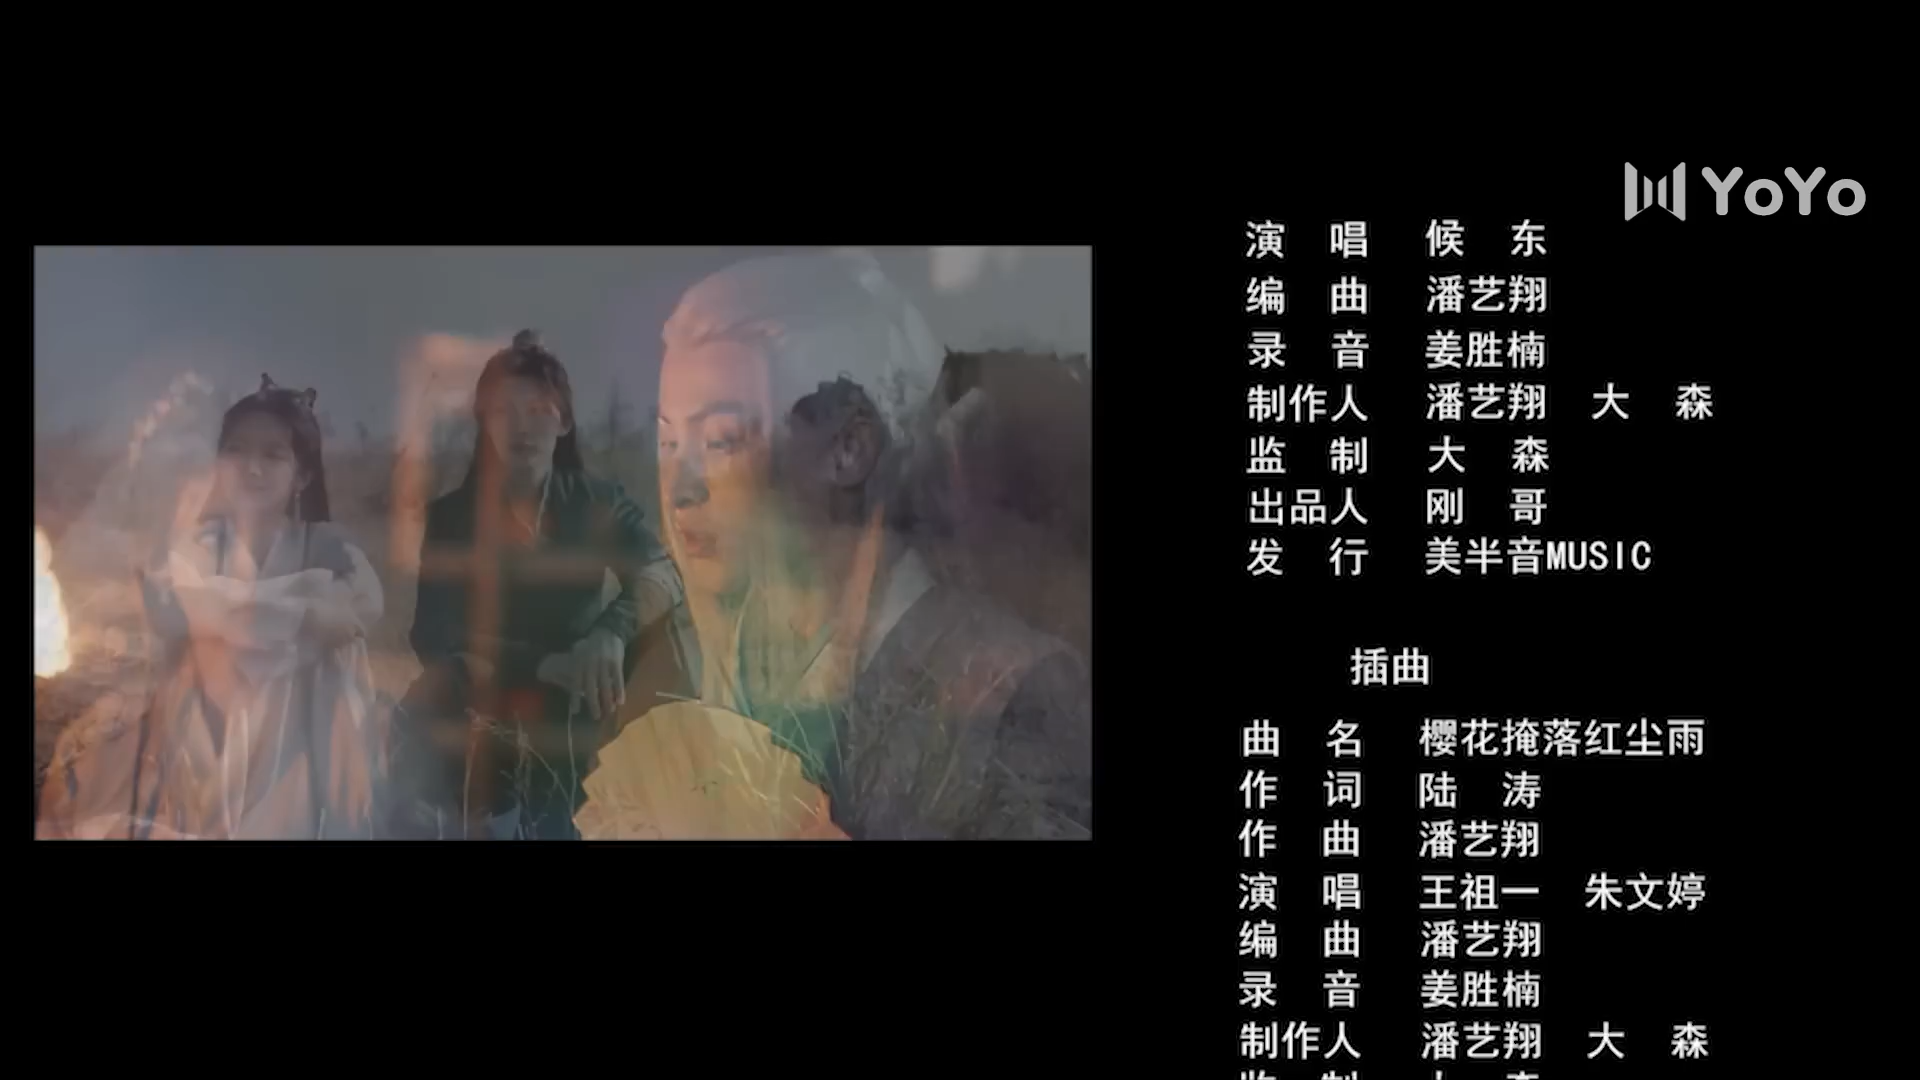 YoYo
演 唱 候 东
编 曲 潘艺翔
录 音 姜胜楠
制作人 潘艺翔 大 森
监 制 大 森
出品人 刚 哥
发 行 美半音MUSIC
插曲
曲 名 樱花掩落红尘雨
作 词 陆 涛
作 曲 潘艺翔
演 唱 王祖一 朱文婷
编 曲 潘艺翔
录 音 姜胜楠
制作人 潘艺翔 大 森